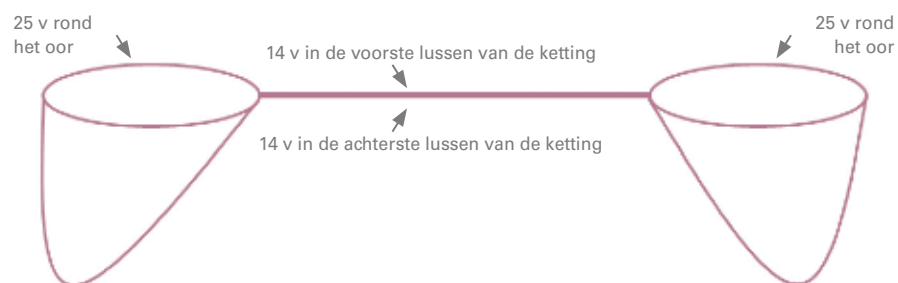 25 v rond
het oor
14 v in de voorste lussen van de ketting
14 v in de achterste lussen van de ketting
25 v rond
het oor